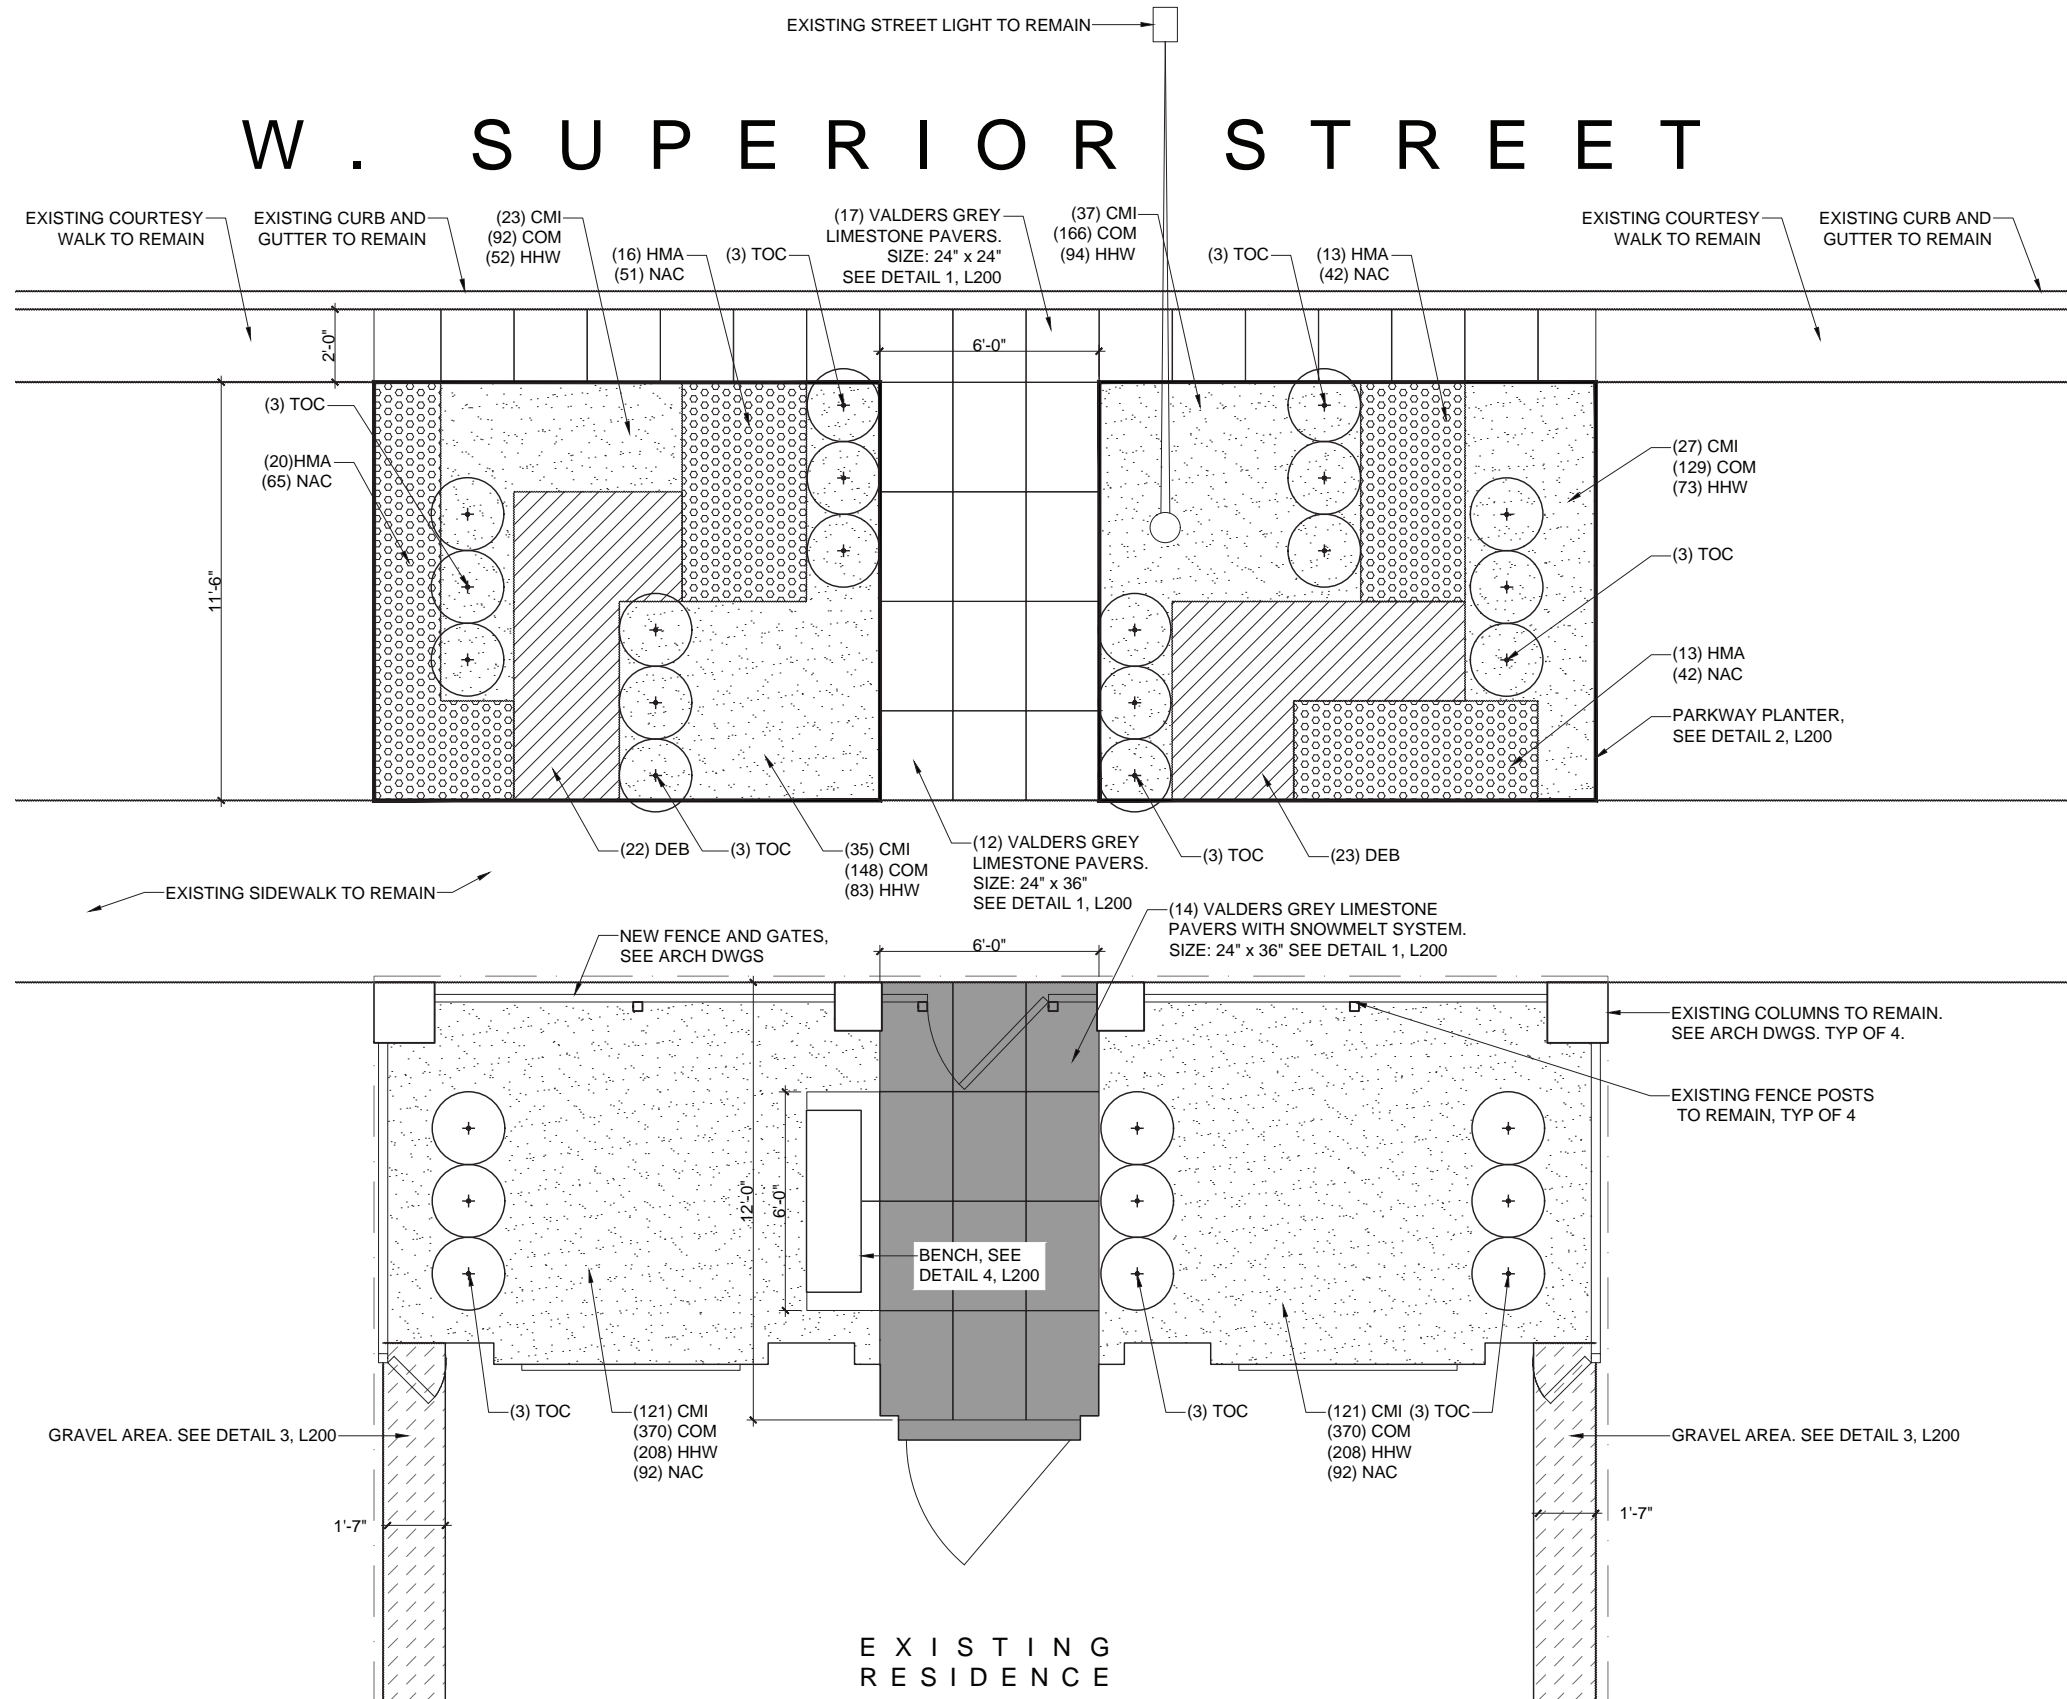 EXISTING STREET LIGHT TO REMAIN
W. SUPERIOR STREET
EXISTING COURTESY
WALK TO REMAIN
EXISTING CURB AND
GUTTER TO REMAIN
(23) CMI
(92) COM
(52) HHW
(16) HMA
(51) NAC
(3) TOC
(17) VALDERS GREY
LIMESTONE PAVERS.
SIZE: 24" x 24"
SEE DETAIL 1, L200
(37) CMI
(166) COM
(94) HHW
(3) TOC
(13) HMA
(42) NAC
EXISTING COURTESY
WALK TO REMAIN
EXISTING CURB AND
GUTTER TO REMAIN
2'-0"
6'-0"
(3) TOC
(20)HMA
(65) NAC
(27) CMI
(129) COM
(73) HHW
(3) TOC
11'-6"
(13) HMA
(42) NAC
PARKWAY PLANTER,
SEE DETAIL 2, L200
(22) DEB
(3) TOC
(35) CMI
(148) COM
(83) HHW
(12) VALDERS GREY
LIMESTONE PAVERS.
SIZE: 24" x 36"
SEE DETAIL 1, L200
(3) TOC
(23) DEB
EXISTING SIDEWALK TO REMAIN
NEW FENCE AND GATES,
SEE ARCH DWGS
6'-0"
(14) VALDERS GREY LIMESTONE
PAVERS WITH SNOWMELT SYSTEM.
SIZE: 24" x 36" SEE DETAIL 1, L200
EXISTING COLUMNS TO REMAIN.
SEE ARCH DWGS. TYP OF 4.
EXISTING FENCE POSTS
TO REMAIN, TYP OF 4
12'-0"
6'-0"
BENCH, SEE
DETAIL 4, L200
(3) TOC
(121) CMI
(370) COM
(208) HHW
(92) NAC
(3) TOC
(121) CMI
(370) COM
(208) HHW
(92) NAC
(3) TOC
GRAVEL AREA. SEE DETAIL 3, L200
GRAVEL AREA. SEE DETAIL 3, L200
1'-7"
1'-7"
EXISTING
RESIDENCE